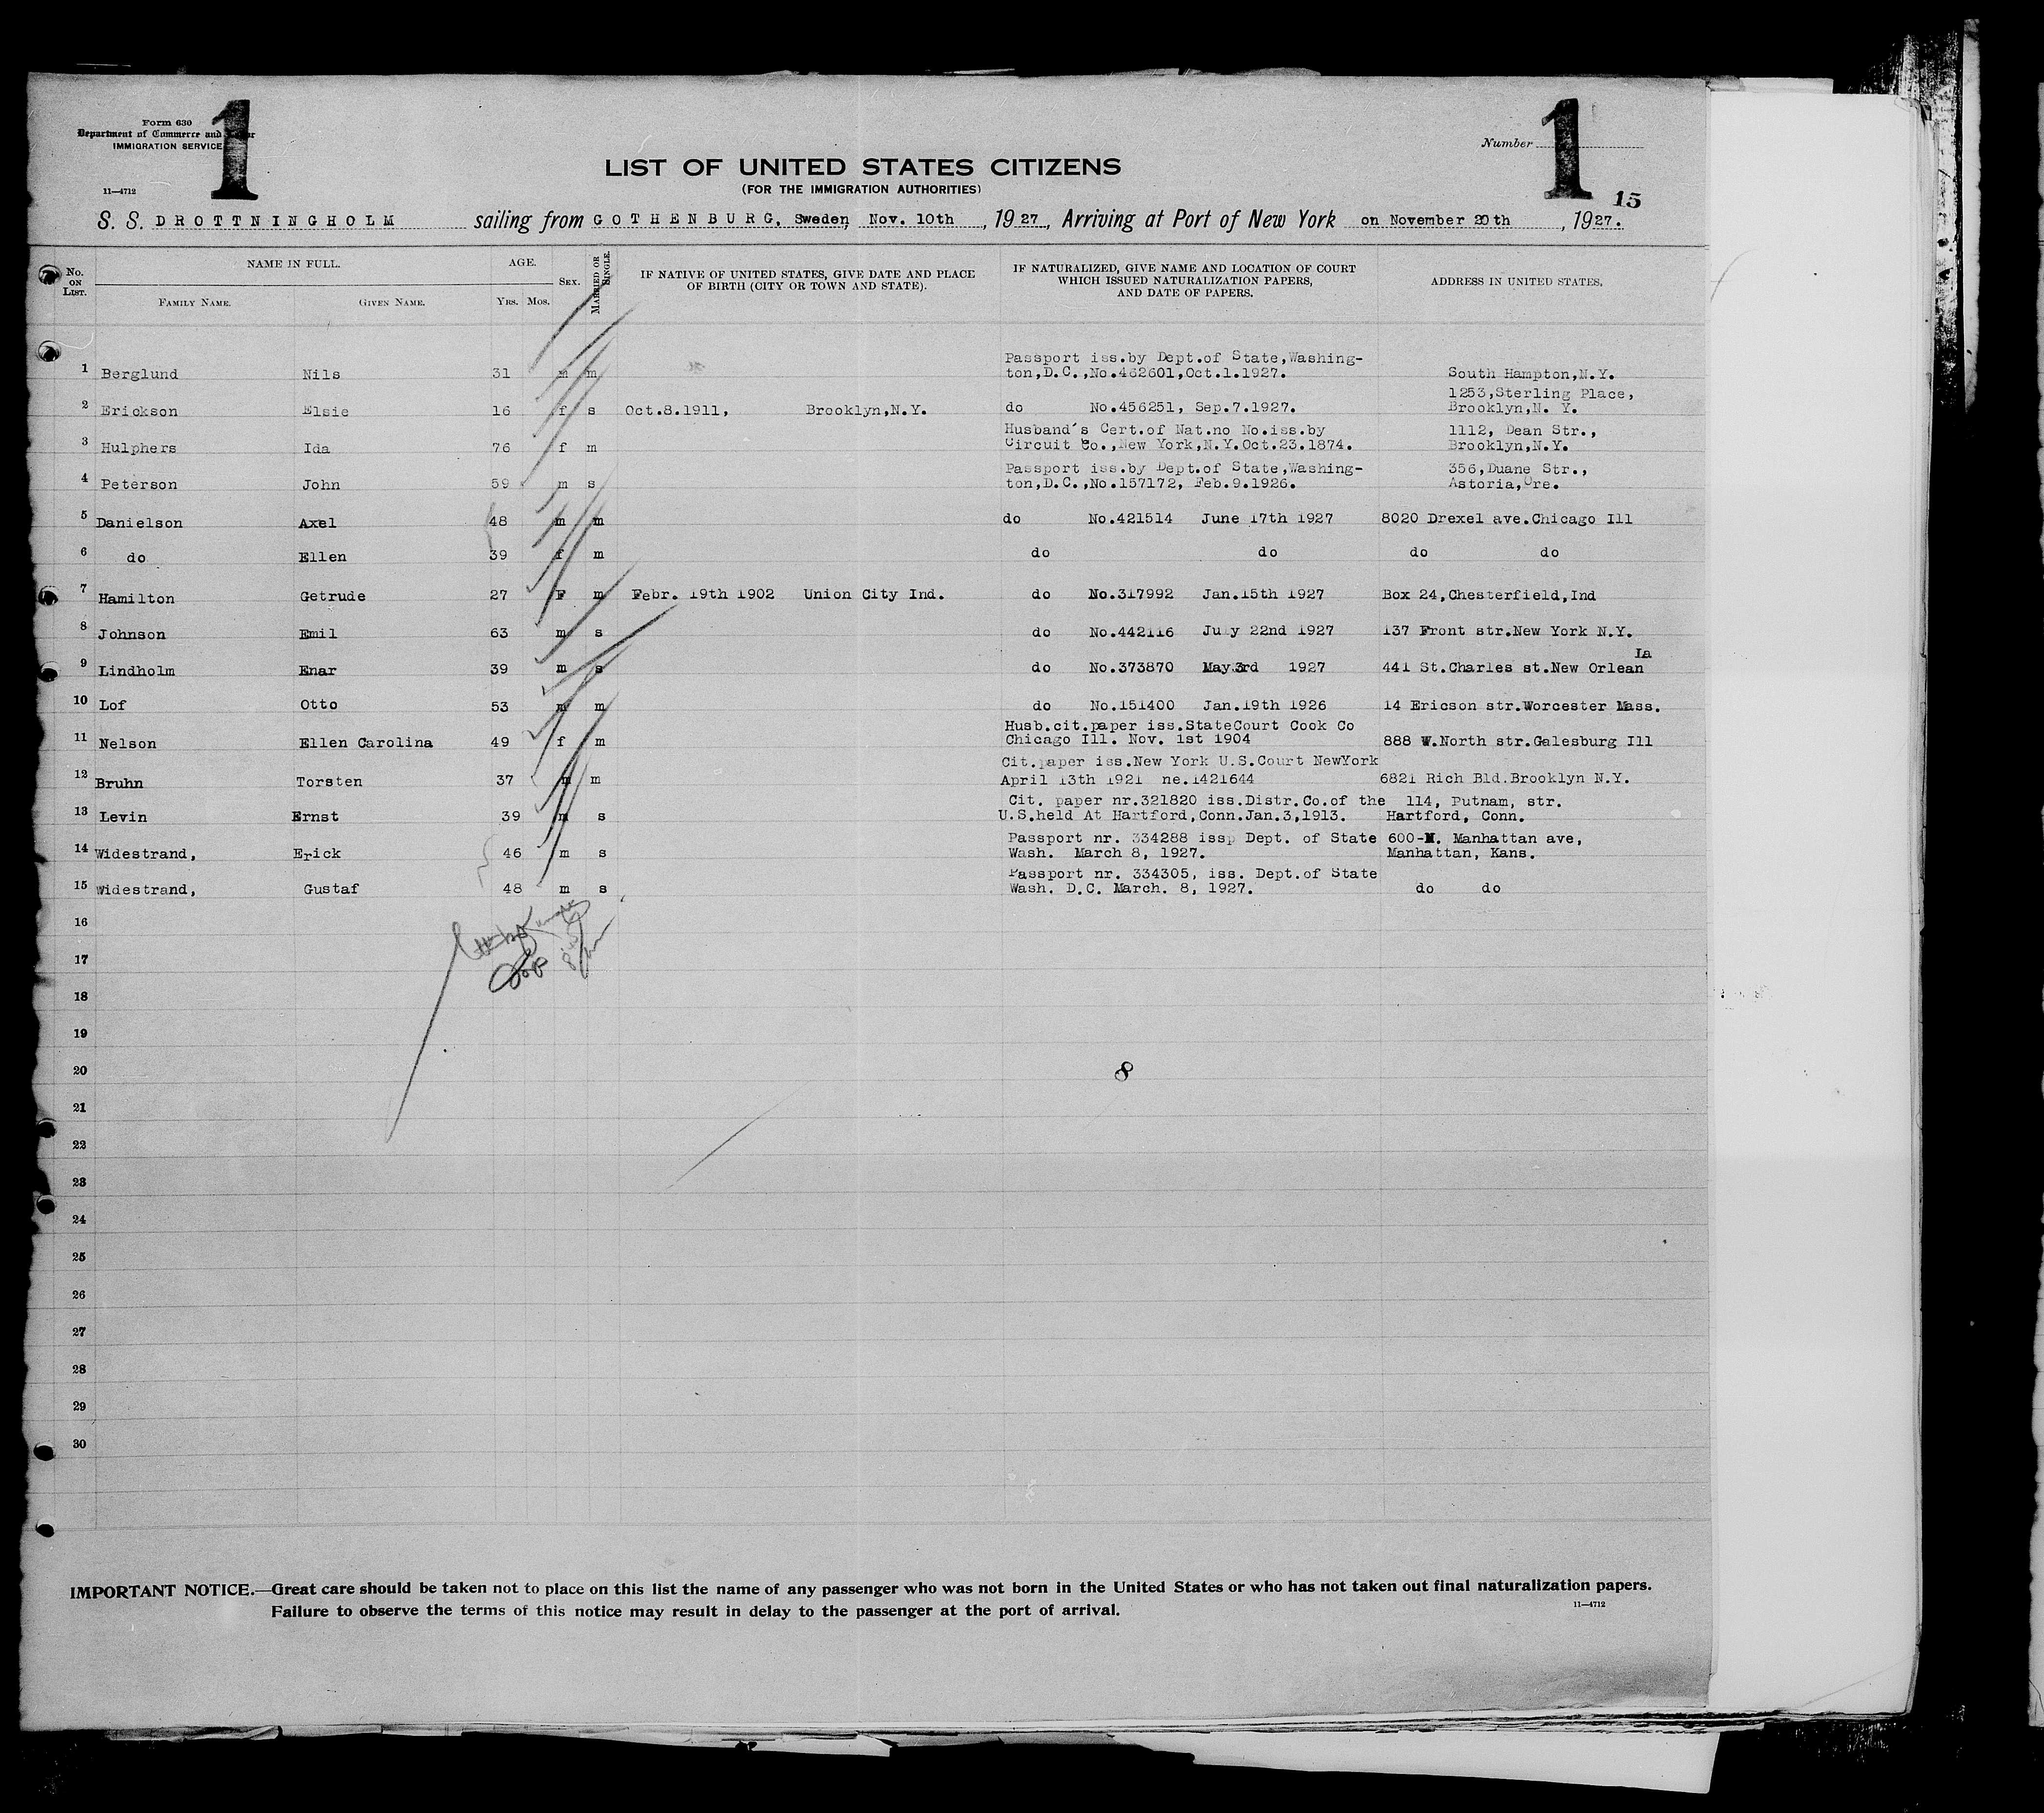 Form 630
Department of Commerce and Labor
IMMIGRATION SERVICE
11—4712
1
Number 1
15
LIST OF UNITED STATES CITIZENS
(FOR THE IMMIGRATION AUTHORITIES)
S. S. DROTTNINGHOLM sailing from GOTHENBURG, Sweden, Nov. 10th , 1927, Arriving at Port of New York on November 20th , 1927.
No. ON LIST.
NAME IN FULL.
FAMILY NAME. GIVEN NAME.
AGE.
YRS. MOS.
SEX.
MARRIED OR SINGLE.
IF NATIVE OF UNITED STATES, GIVE DATE AND PLACE
OF BIRTH (CITY OR TOWN AND STATE).
IF NATURALIZED, GIVE NAME AND LOCATION OF COURT
WHICH ISSUED NATURALIZATION PAPERS,
AND DATE OF PAPERS.
ADDRESS IN UNITED STATES.
Passport iss.by Dept.of State,Washing-
1 Berglund Nils 31 m m ton,D.C.,No.462601,Oct.1.1927. South Hampton,N.Y.
1253,Sterling Place,
2 Erickson Elsie 16 f s Oct.8.1911, Brooklyn,N.Y. do No.456251, Sep.7.1927. Brooklyn,N. Y.
Husband's Cert.of Nat.no No.iss.by 1112, Dean Str.,
3 Hulphers Ida 76 f m Circuit Co.,New York,N.Y.Oct.23.1874. Brooklyn,N.Y.
Passport iss.by Dept.of State,Washing- 356,Duane Str.,
4 Peterson John 59 m s ton,D.C.,No.157172, Feb.9.1926. Astoria,Ore.
5 Danielson Axel 48 m m do No.421514 June 17th 1927 8020 Drexel ave.Chicago Ill
6 do Ellen 39 f m do do do do
7 Hamilton Getrude 27 F m Febr. 19th 1902 Union City Ind. do No.317992 Jan.15th 1927 Box 24,Chesterfield,Ind
8 Johnson Emil 63 m s do No.442116 July 22nd 1927 137 Front str.New York N.Y.
La
9 Lindholm Enar 39 m s do No.373870 May 3rd 1927 441 St.Charles st.New Orlean
10 Lof Otto 53 m m do No.151400 Jan.19th 1926 14 Ericson str.Worcester Mass.
Husb.cit.paper iss.StateCourt Cook Co
11 Nelson Ellen Carolina 49 f m Chicago Ill. Nov. 1st 1904 888 W.North str.Galesburg Ill
Cit.paper iss.New York U.S.Court NewYork
12 Bruhn Torsten 37 m m April 13th 1921 ne.1421644 6821 Rich Bld.Brooklyn N.Y.
Cit. paper nr.321820 iss.Distr.Co.of the 114, Putnam, str.
13 Levin Ernst 39 m s U.S.held At Hartford,Conn.Jan.3,1913. Hartford, Conn.
Passport nr. 334288 issp Dept. of State 600-N. Manhattan ave,
14 Widestrand, Erick 46 m s Wash. March 8, 1927. Manhattan, Kans.
Passport nr. 334305, iss. Dept.of State
15 Widestrand, Gustaf 48 m s Wash. D.C. March. 8, 1927. do do
16
17
18
19
20
8
21
22
23
24
25
26
27
28
29
30
IMPORTANT NOTICE.—Great care should be taken not to place on this list the name of any passenger who was not born in the United States or who has not taken out final naturalization papers.
Failure to observe the terms of this notice may result in delay to the passenger at the port of arrival.
11—4712